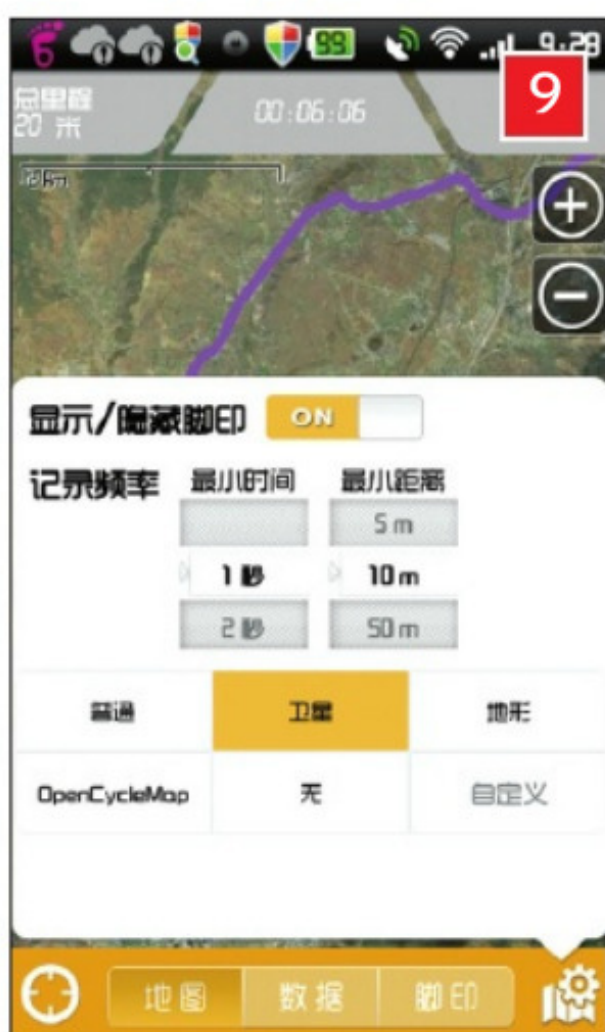 99 9:28
9
总里程
20 米 00:06:06
显示/隐藏脚印 ON
记录频率 最小时间 最小距离
5 m
1 秒 10 m
2 秒 50 m
普通 卫星 地形
OpenCycleMap 无 自定义
地图 数据 脚印